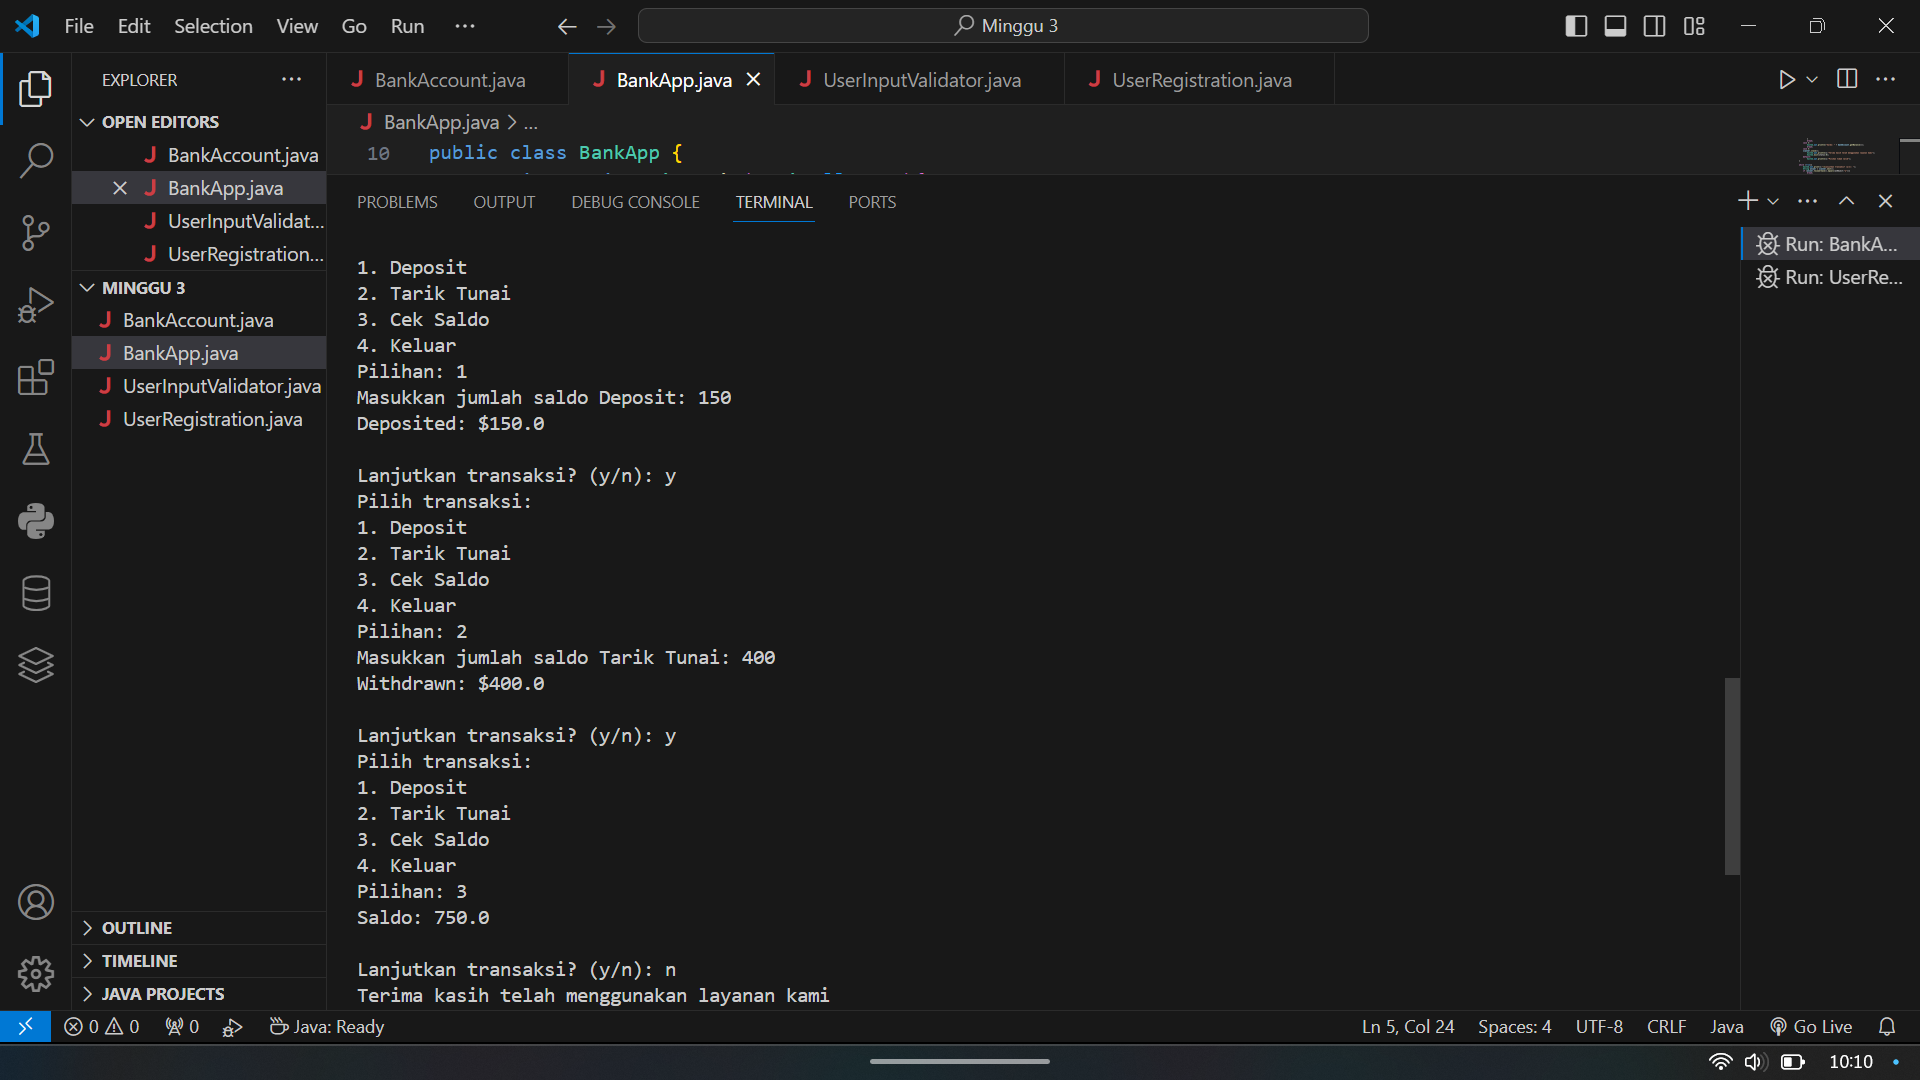 File Edit Selection View Go Run ... Minggu 3
EXPLORER
OPEN EDITORS
BankAccount.java
BankApp.java
UserInputValidat...
UserRegistration...
MINGGU 3
BankAccount.java
BankApp.java
UserInputValidator.java
UserRegistration.java
OUTLINE
TIMELINE
JAVA PROJECTS
BankAccount.java BankApp.java UserInputValidator.java UserRegistration.java
BankApp.java > ...
10 public class BankApp {
PROBLEMS OUTPUT DEBUG CONSOLE TERMINAL PORTS
1. Deposit
2. Tarik Tunai
3. Cek Saldo
4. Keluar
Pilihan: 1
Masukkan jumlah saldo Deposit: 150
Deposited: $150.0
Lanjutkan transaksi? (y/n): y
Pilih transaksi:
1. Deposit
2. Tarik Tunai
3. Cek Saldo
4. Keluar
Pilihan: 2
Masukkan jumlah saldo Tarik Tunai: 400
Withdrawn: $400.0
Lanjutkan transaksi? (y/n): y
Pilih transaksi:
1. Deposit
2. Tarik Tunai
3. Cek Saldo
4. Keluar
Pilihan: 3
Saldo: 750.0
Lanjutkan transaksi? (y/n): n
Terima kasih telah menggunakan layanan kami
Run: BankA...
Run: UserRe...
0 0 0 Java: Ready Ln 5, Col 24 Spaces: 4 UTF-8 CRLF Java Go Live
10:10